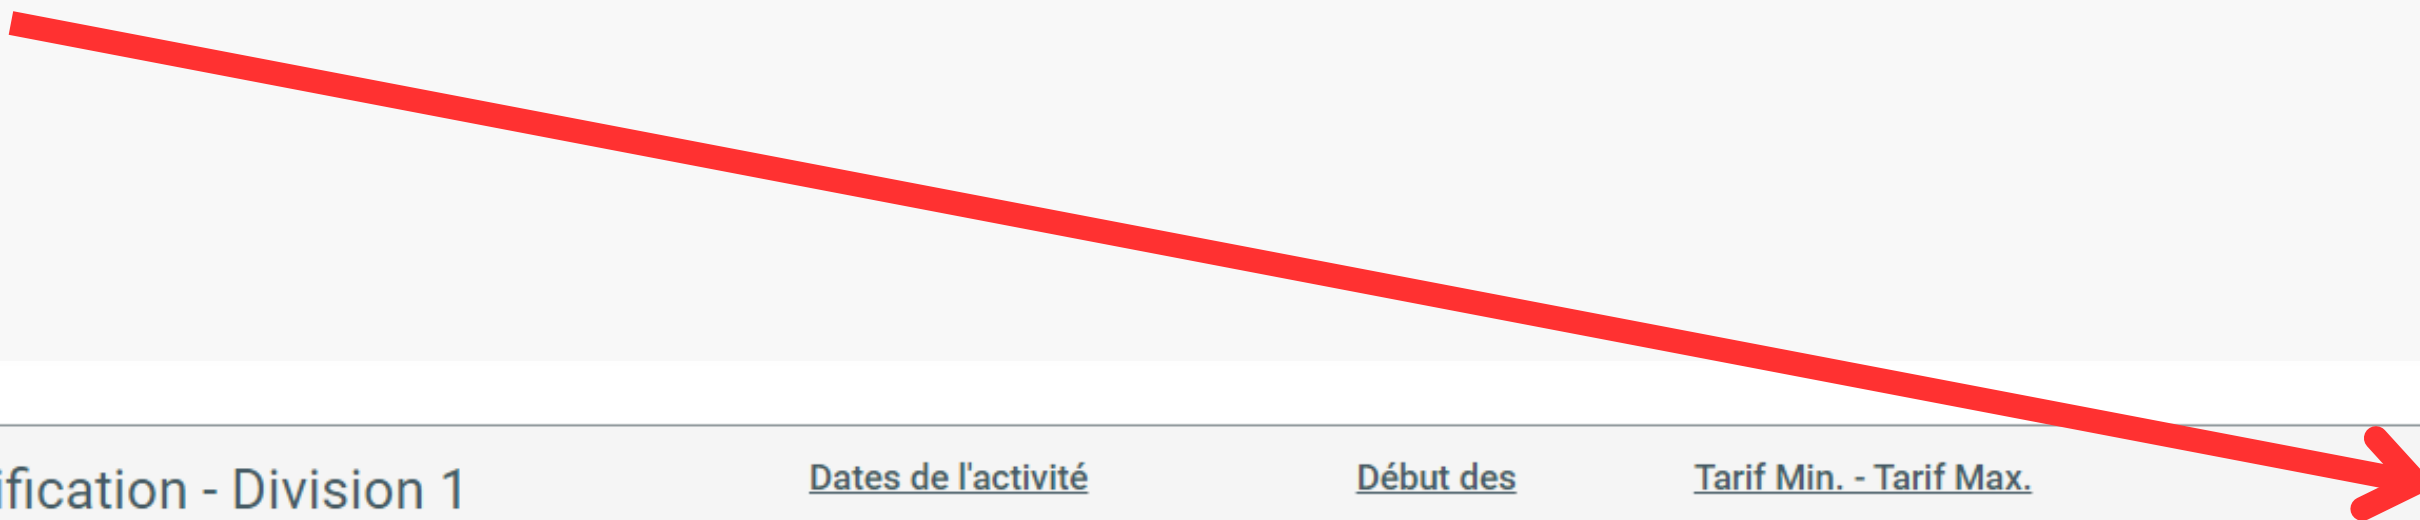 ification - Division 1
Dates de l'activité
Début des
Tarif Min. - Tarif Max.